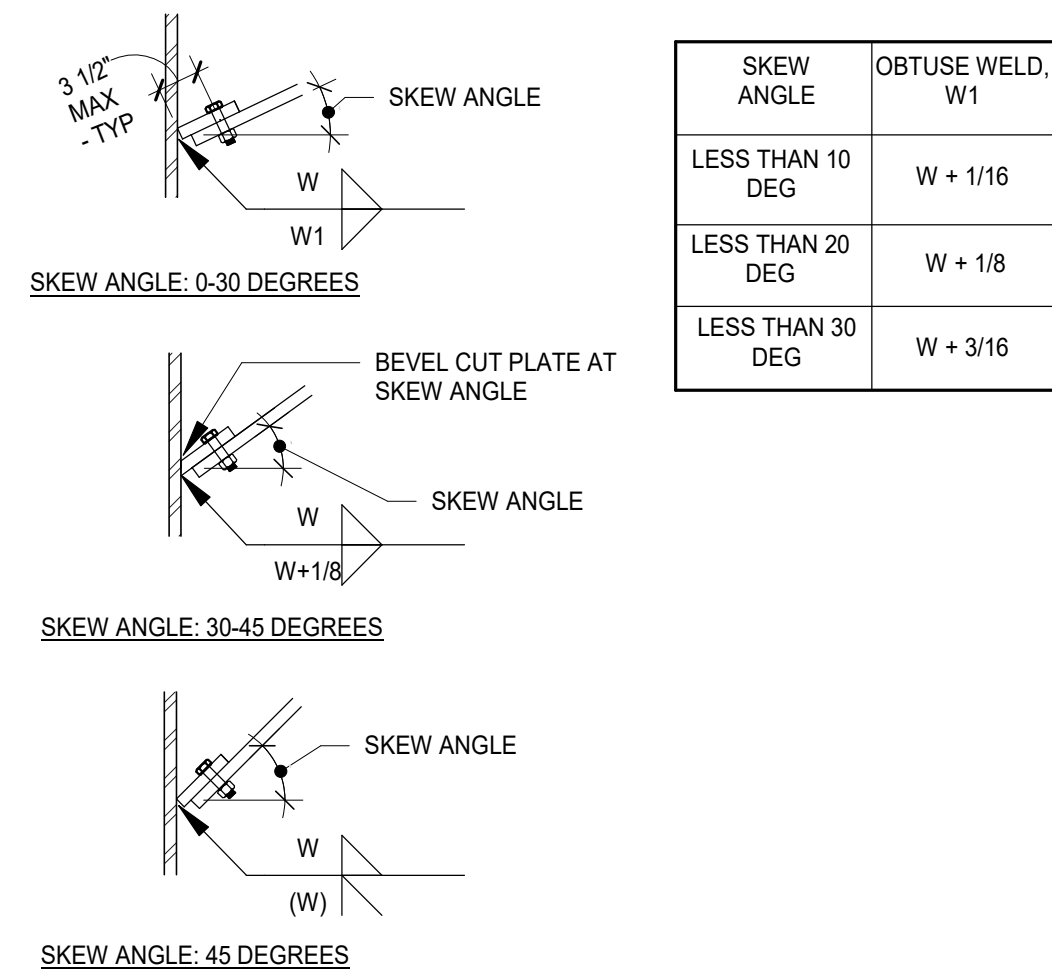 3 1/2"
MAX
- TYP
SKEW ANGLE
W
W1
SKEW ANGLE: 0-30 DEGREES
SKEW
ANGLE
OBTUSE WELD,
W1
LESS THAN 10
DEG
W + 1/16
LESS THAN 20
DEG
W + 1/8
LESS THAN 30
DEG
W + 3/16
BEVEL CUT PLATE AT
SKEW ANGLE
SKEW ANGLE
W
W+1/8
SKEW ANGLE: 30-45 DEGREES
SKEW ANGLE
W
(W)
SKEW ANGLE: 45 DEGREES